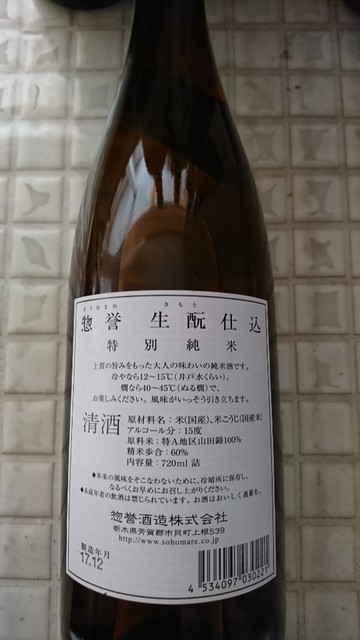 そうほまれ きもと
惣誉 生酛仕込
特別純米
上質の旨みをもった大人の味わいの純米酒です。
冷やなら12〜15℃(井戸水くらい)、
燗なら40〜45℃(ぬる燗)で、
お楽しみください。風味がいっそう引き立ちます。
清酒
原材料名:米(国産)、米こうじ(国産米)
アルコール分:15度
原料米:特A地区山田錦100%
精米歩合:60%
内容量:720ml 詰
◆本来の風味をそこなわないために、冷暗所に保存し、
なるべくお早めにお召し上がりください。
◆未成年者の飲酒は禁じられています。お酒はおいしく適量を。
惣誉酒造株式会社
栃木県芳賀郡市貝町上根539
http://www.sohomare.co.jp
製造年月
17.12
4 534097 030221